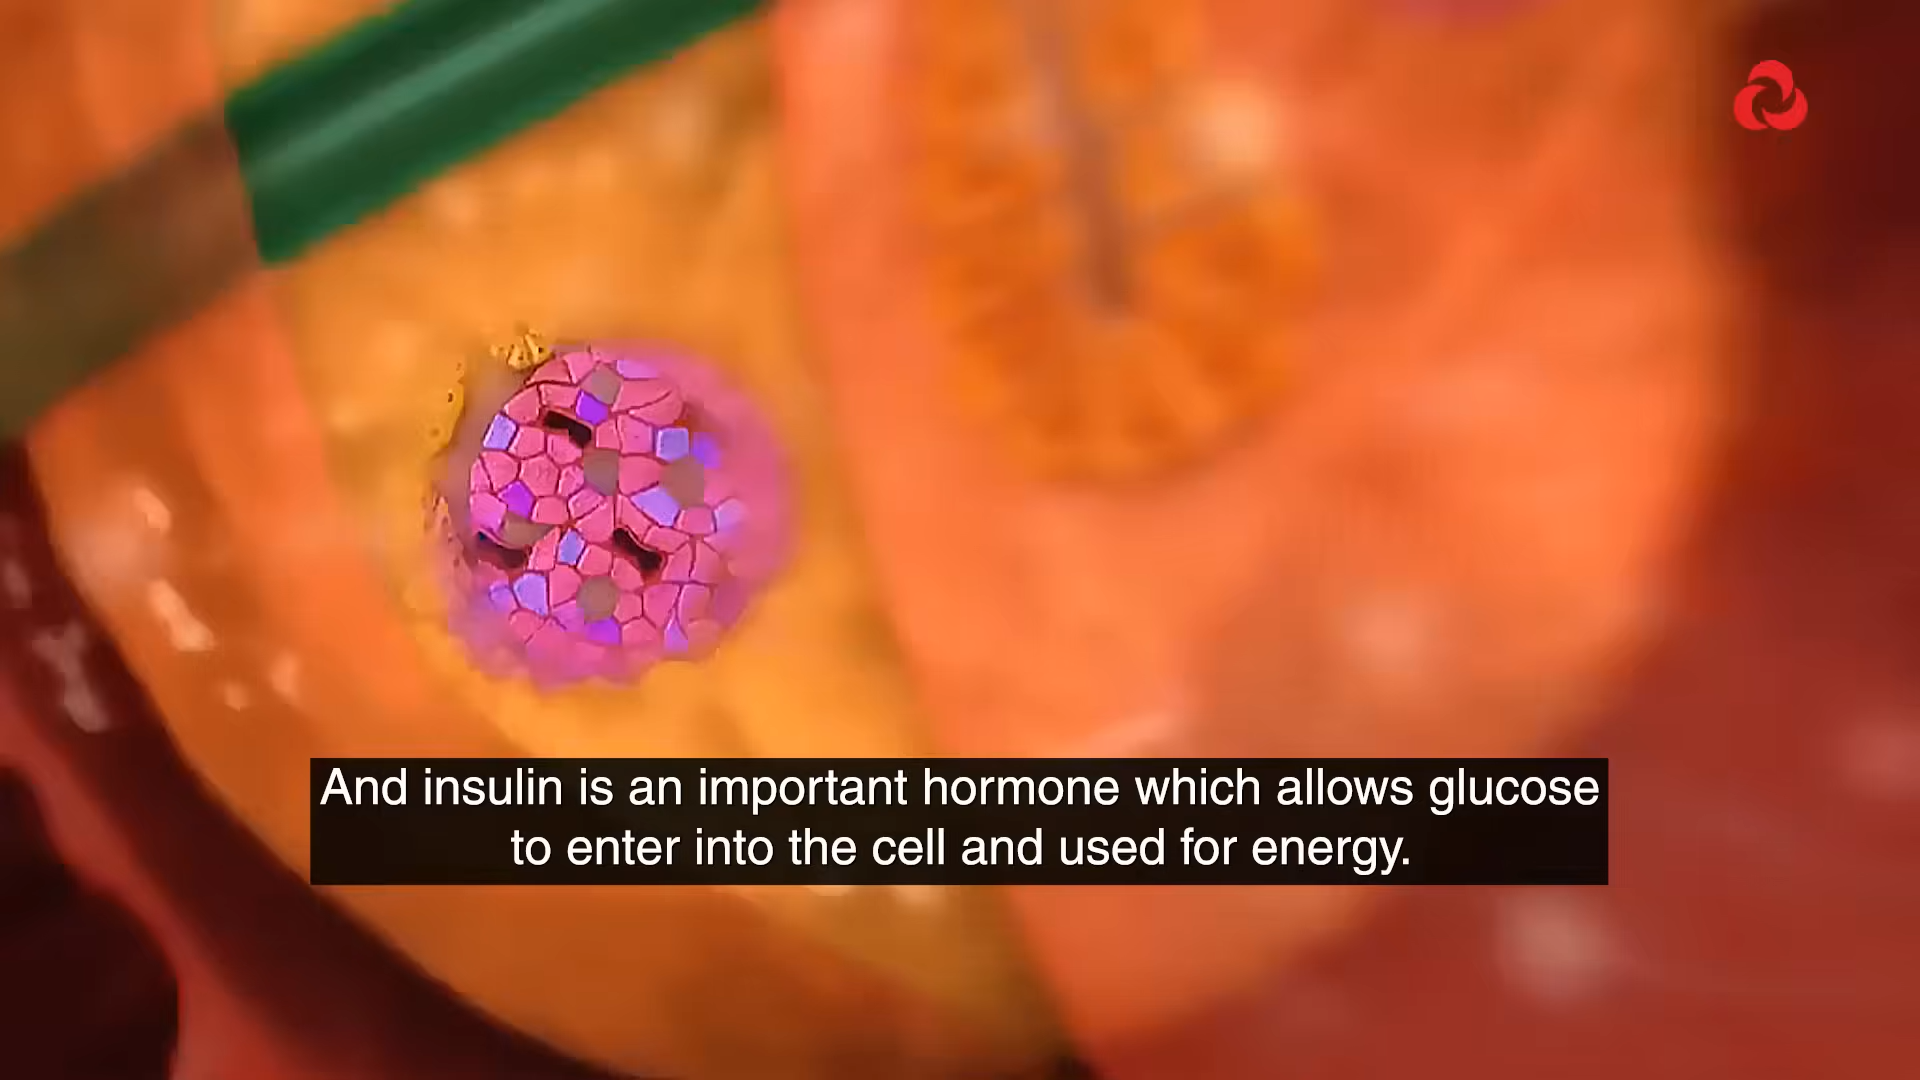 And insulin is an important hormone which allows glucose
to enter into the cell and used for energy.